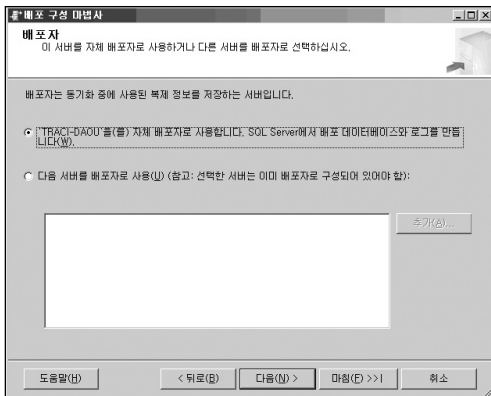 배포 구성 마법사
배포자
이 서버를 자체 배포자로 사용하거나 다른 서버를 배포자로 선택하십시오.
배포자는 동기화 중에 사용된 복제 정보를 저장하는 서버입니다.
'TRACI-DAOU'을(를) 자체 배포자로 사용합니다. SQL Server에서 배포 데이터베이스와 로그를 만듭
니다(W).
다음 서버를 배포자로 사용(U) (참고: 선택한 서버는 이미 배포자로 구성되어 있어야 함):
추가(A)...
도움말(H)
< 뒤로(B)
다음(N) >
마침(F) >>|
취소